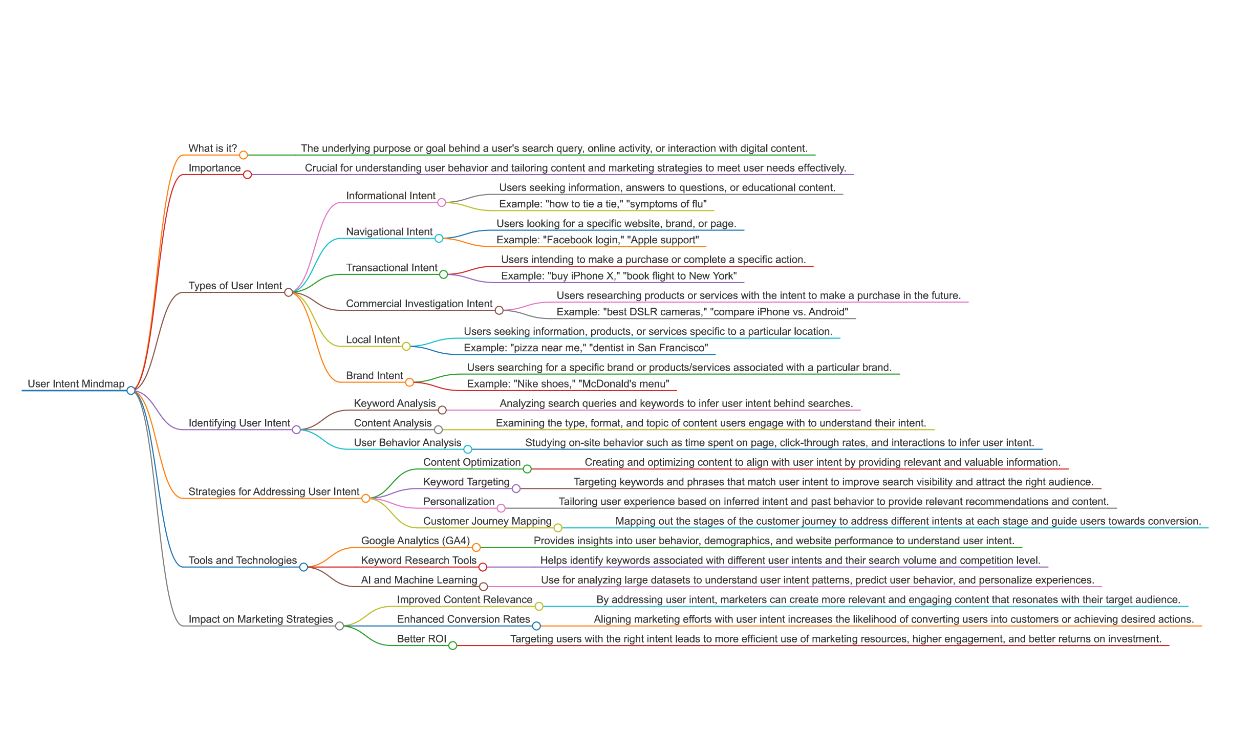 What is it?
The underlying purpose or goal behind a user's search query, online activity, or interaction with digital content.
Importance
Crucial for understanding user behavior and tailoring content and marketing strategies to meet user needs effectively.
Types of User Intent
Informational Intent
Users seeking information, answers to questions, or educational content.
Example: "how to tie a tie," "symptoms of flu"
Navigational Intent
Users looking for a specific website, brand, or page.
Example: "Facebook login," "Apple support"
Transactional Intent
Users intending to make a purchase or complete a specific action.
Example: "buy iPhone X," "book flight to New York"
Commercial Investigation Intent
Users researching products or services with the intent to make a purchase in the future.
Example: "best DSLR cameras," "compare iPhone vs. Android"
Local Intent
Users seeking information, products, or services specific to a particular location.
Example: "pizza near me," "dentist in San Francisco"
Brand Intent
Users searching for a specific brand or products/services associated with a particular brand.
Example: "Nike shoes," "McDonald's menu"
User Intent Mindmap
Identifying User Intent
Keyword Analysis
Analyzing search queries and keywords to infer user intent behind searches.
Content Analysis
Examining the type, format, and topic of content users engage with to understand their intent.
User Behavior Analysis
Studying on-site behavior such as time spent on page, click-through rates, and interactions to infer user intent.
Strategies for Addressing User Intent
Content Optimization
Creating and optimizing content to align with user intent by providing relevant and valuable information.
Keyword Targeting
Targeting keywords and phrases that match user intent to improve search visibility and attract the right audience.
Personalization
Tailoring user experience based on inferred intent and past behavior to provide relevant recommendations and content.
Customer Journey Mapping
Mapping out the stages of the customer journey to address different intents at each stage and guide users towards conversion.
Tools and Technologies
Google Analytics (GA4)
Provides insights into user behavior, demographics, and website performance to understand user intent.
Keyword Research Tools
Helps identify keywords associated with different user intents and their search volume and competition level.
AI and Machine Learning
Use for analyzing large datasets to understand user intent patterns, predict user behavior, and personalize experiences.
Impact on Marketing Strategies
Improved Content Relevance
By addressing user intent, marketers can create more relevant and engaging content that resonates with their target audience.
Enhanced Conversion Rates
Aligning marketing efforts with user intent increases the likelihood of converting users into customers or achieving desired actions.
Better ROI
Targeting users with the right intent leads to more efficient use of marketing resources, higher engagement, and better returns on investment.